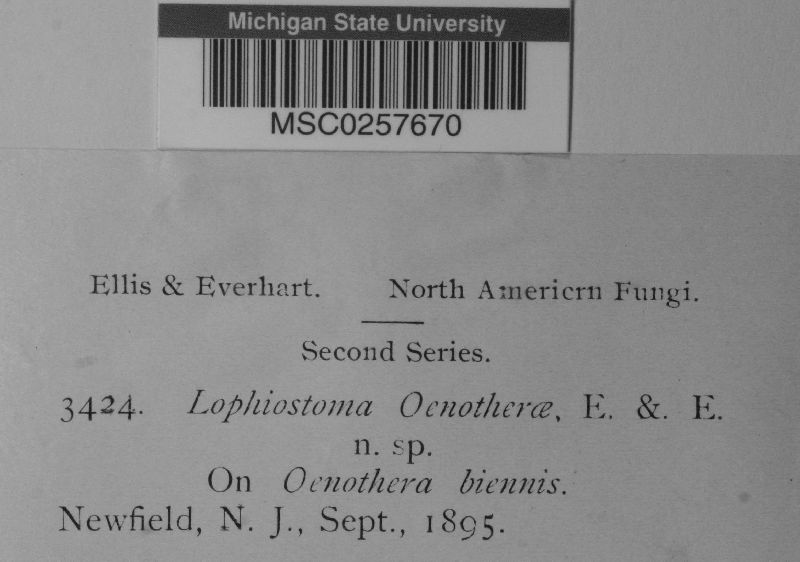 Michigan State University
MSC0257670
Ellis & Everhart. North Americrn Fungi.
Second Series.
3424. Lophiostoma Oenotheræ, E. &. E.
n. sp.
On Oenothera biennis.
Newfield, N. J., Sept., 1895.